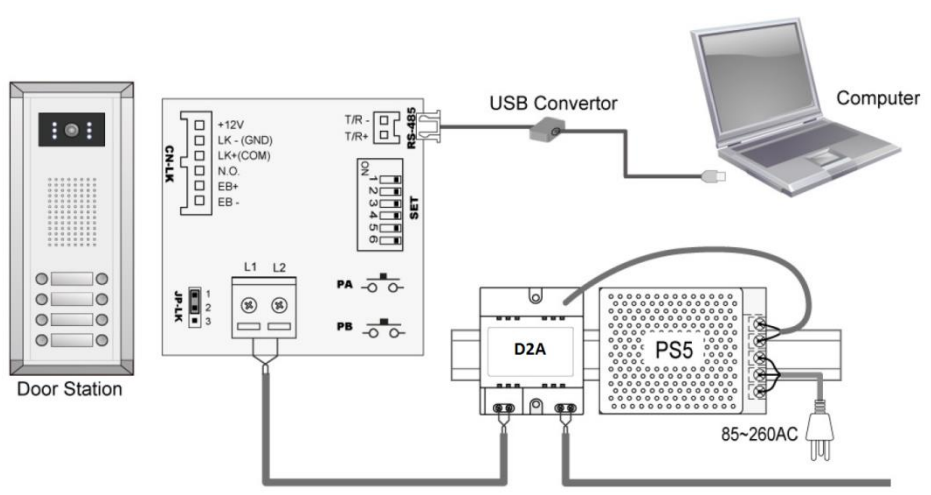 USB Convertor
Computer
+12V
LK - (GND)
LK+(COM)
N.O.
EB+
EB -
CN-LK
T/R -
T/R+
RS-485
ON
1
2
3
4
5
6
SET
L1 L2
JP-LK
1
2
3
PA
PB
D2A
PS5
Door Station
85~260AC